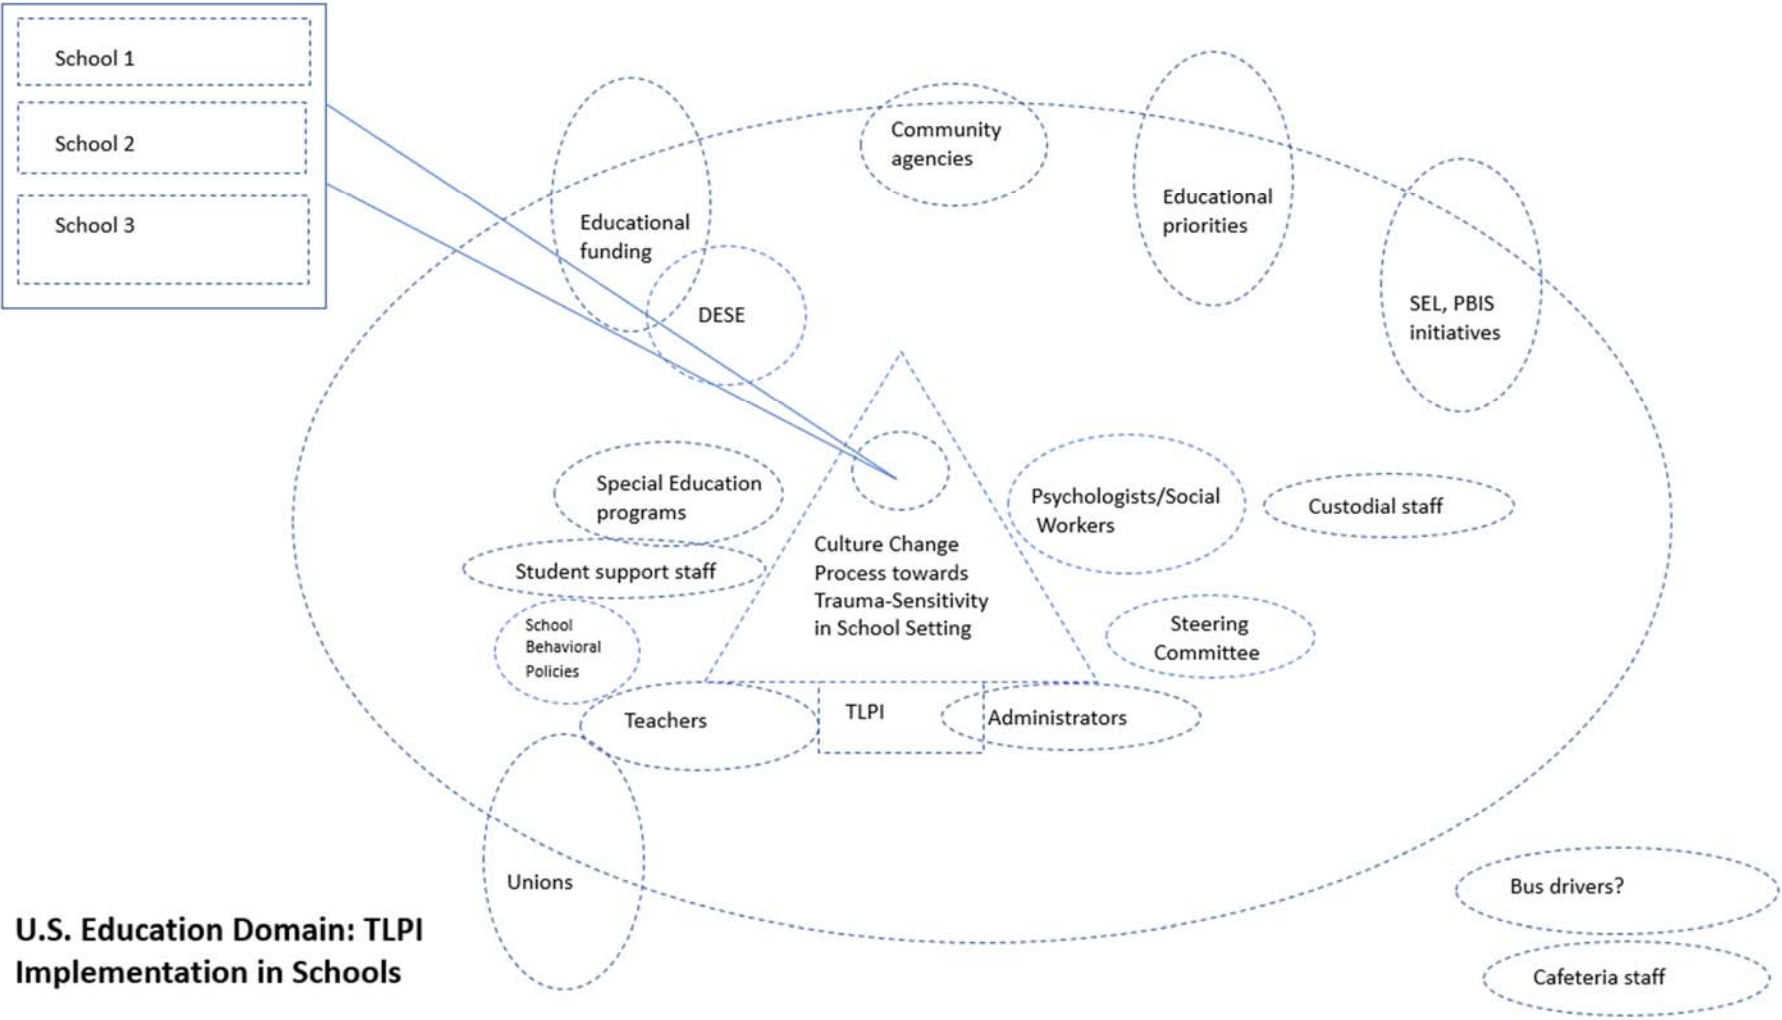 School 1
School 2
School 3
Educational
funding
Community
agencies
Educational
priorities
SEL, PBIS
initiatives
DESE
Special Education
programs
Student support staff
School
Behavioral
Policies
Culture Change
Process towards
Trauma-Sensitivity
in School Setting
Psychologists/Social
Workers
Custodial staff
Steering
Committee
Teachers
TLPI
Administrators
Unions
Bus drivers?
Cafeteria staff
U.S. Education Domain: TLPI
Implementation in Schools